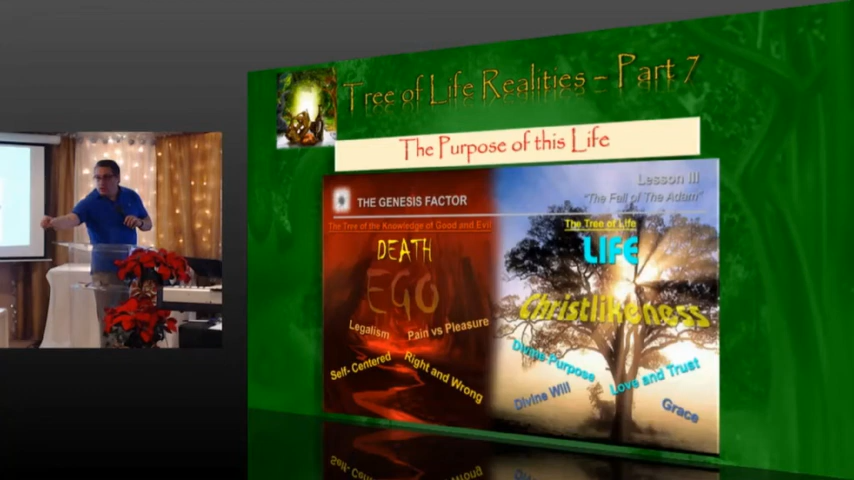 Tree of Life Realities – Part 7
The Purpose of this Life
THE GENESIS FACTOR
Lesson III
"The Fall of The Adam"
The Tree of the Knowledge of Good and Evil
DEATH
EGO
Legalism
Pain vs Pleasure
Self-Centered
Right and Wrong
The Tree of Life
LIFE
Christlikeness
Divine Purpose
Love and Trust
Divine Will
Grace